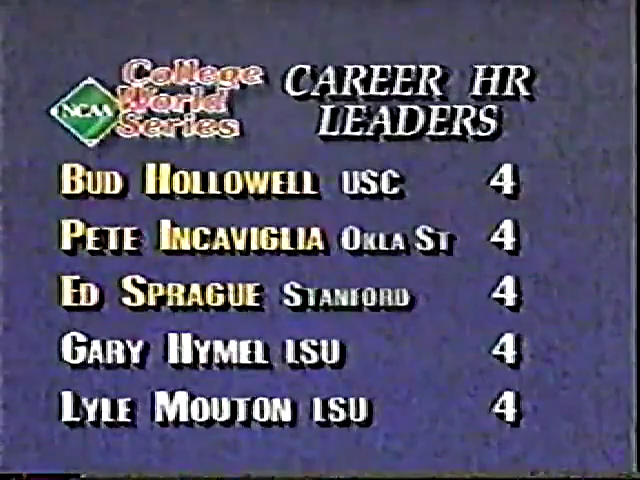 College World Series
NCAA
CAREER HR
LEADERS
BUD HOLLOWELL USC 4
PETE INCAVIGLIA OKLA ST 4
ED SPRAGUE STANFORD 4
GARY HYMEL LSU 4
LYLE MOUTON LSU 4